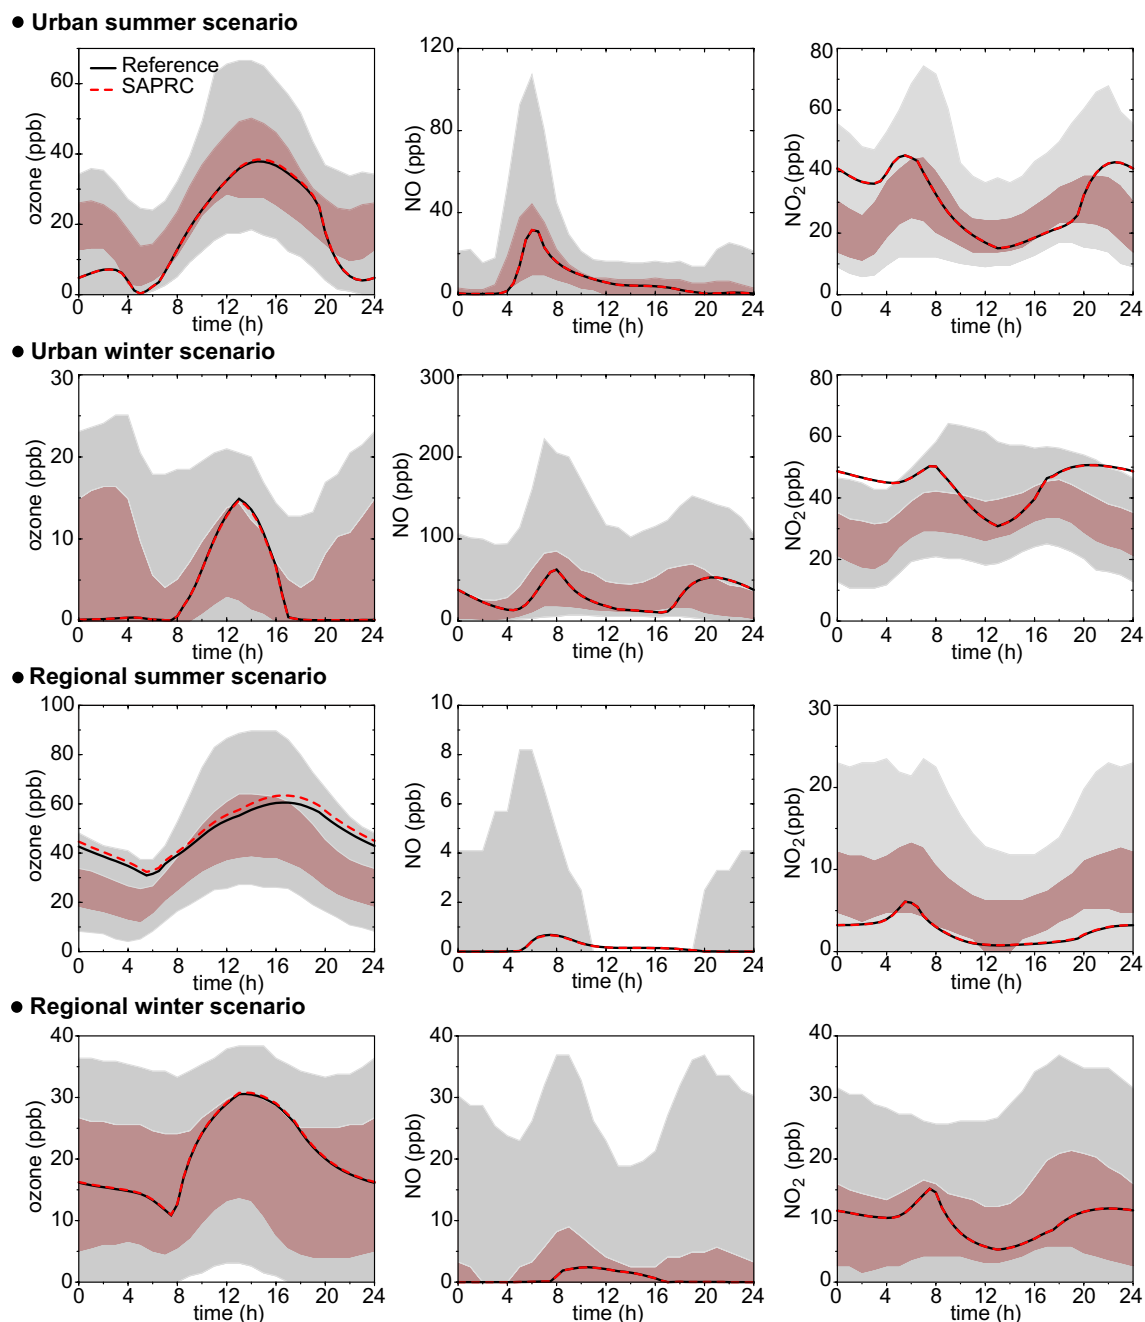 ● Urban summer scenario
ozone (ppb)
60
40
20
0
Reference
SAPRC
0 4 8 12 16 20 24
time (h)
NO (ppb)
120
80
40
0
0 4 8 12 16 20 24
time (h)
NO2 (ppb)
80
60
40
20
0
0 4 8 12 16 20 24
time (h)
● Urban winter scenario
ozone (ppb)
30
20
10
0
0 4 8 12 16 20 24
time (h)
NO (ppb)
300
200
100
0
0 4 8 12 16 20 24
time (h)
NO2 (ppb)
80
60
40
20
0
0 4 8 12 16 20 24
time (h)
● Regional summer scenario
ozone (ppb)
100
80
60
40
20
0
0 4 8 12 16 20 24
time (h)
NO (ppb)
10
8
6
4
2
0
0 4 8 12 16 20 24
time (h)
NO2 (ppb)
30
20
10
0
0 4 8 12 16 20 24
time (h)
● Regional winter scenario
ozone (ppb)
40
30
20
10
0
0 4 8 12 16 20 24
time (h)
NO (ppb)
40
30
20
10
0
0 4 8 12 16 20 24
time (h)
NO2 (ppb)
40
30
20
10
0
0 4 8 12 16 20 24
time (h)